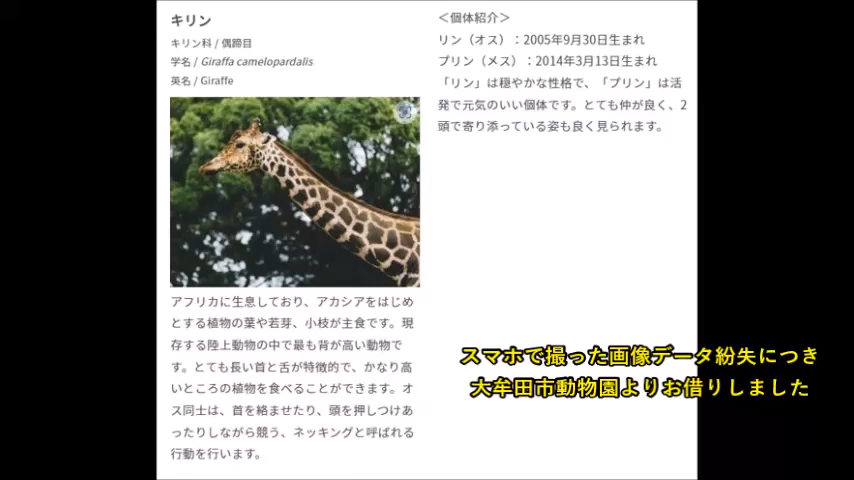 キリン
キリン科 / 偶蹄目
学名 / Giraffa camelopardalis
英名 / Giraffe
アフリカに生息しており、アカシアをはじめ
とする植物の葉や若芽、小枝が主食です。現
存する陸上動物の中で最も背が高い動物で
す。とても長い首と舌が特徴的で、かなり高
いところの植物を食べることができます。オ
ス同士は、首を絡ませたり、頭を押しつけあ
ったりしながら競う、ネッキングと呼ばれる
行動を行います。
＜個体紹介＞
リン（オス）：2005年9月30日生まれ
プリン（メス）：2014年3月13日生まれ
「リン」は穏やかな性格で、「プリン」は活
発で元気のいい個体です。とても仲が良く、2
頭で寄り添っている姿も良く見られます。
スマホで撮った画像データ紛失につき
大牟田市動物園よりお借りしました